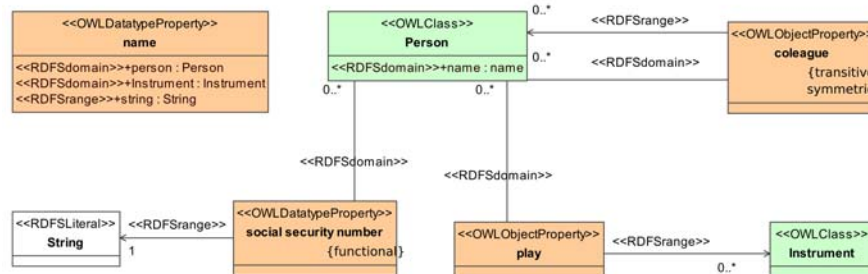 <<OWLDatatypeProperty>>
name
<<RDFSdomain>>+person : Person
<<RDFSdomain>>+Instrument : Instrument
<<RDFSrange>>+string : String
<<OWLClass>>
Person
<<RDFSdomain>>+name : name
0..*
<<RDFSrange>>
0..*
<<RDFSdomain>>
<<OWLObjectProperty>>
coleague
{transitive
symmetric
0..*
0..*
<<RDFSdomain>>
<<RDFSdomain>>
<<RDFSLiteral>>
String
<<RDFSrange>>
1
<<OWLDatatypeProperty>>
social security number
{functional}
<<OWLObjectProperty>>
play
<<RDFSrange>>
0..*
<<OWLClass>>
Instrument